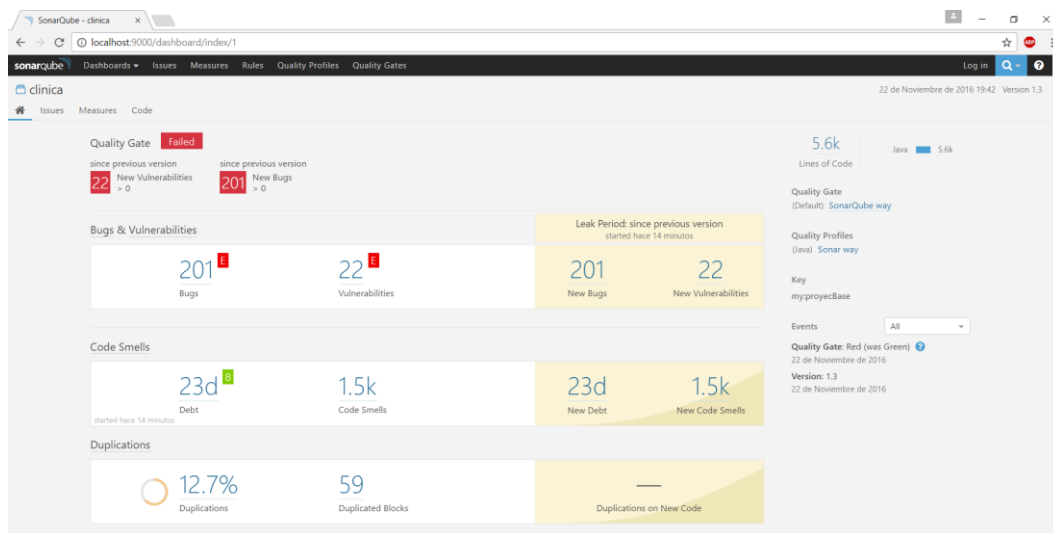 SonarQube - clinica
localhost:9000/dashboard/index/1
ABP
sonarqube Dashboards Issues Measures Rules Quality Profiles Quality Gates Log in
clinica
22 de Noviembre de 2016 19:42 Version 1.3
Issues Measures Code
Quality Gate Failed
since previous version
22 New Vulnerabilities
> 0
since previous version
201 New Bugs
> 0
Bugs & Vulnerabilities
Leak Period: since previous version
started hace 14 minutos
201 E
Bugs
22 E
Vulnerabilities
201
New Bugs
22
New Vulnerabilities
Code Smells
23d B
Debt
started hace 14 minutos
1.5k
Code Smells
23d
New Debt
1.5k
New Code Smells
Duplications
12.7%
Duplications
59
Duplicated Blocks
—
Duplications on New Code
5.6k
Lines of Code
Java 5.6k
Quality Gate
(Default) SonarQube way
Quality Profiles
(Java) Sonar way
Key
my:proyecBase
Events All
Quality Gate: Red (was Green) ?
22 de Noviembre de 2016
Version: 1.3
22 de Noviembre de 2016